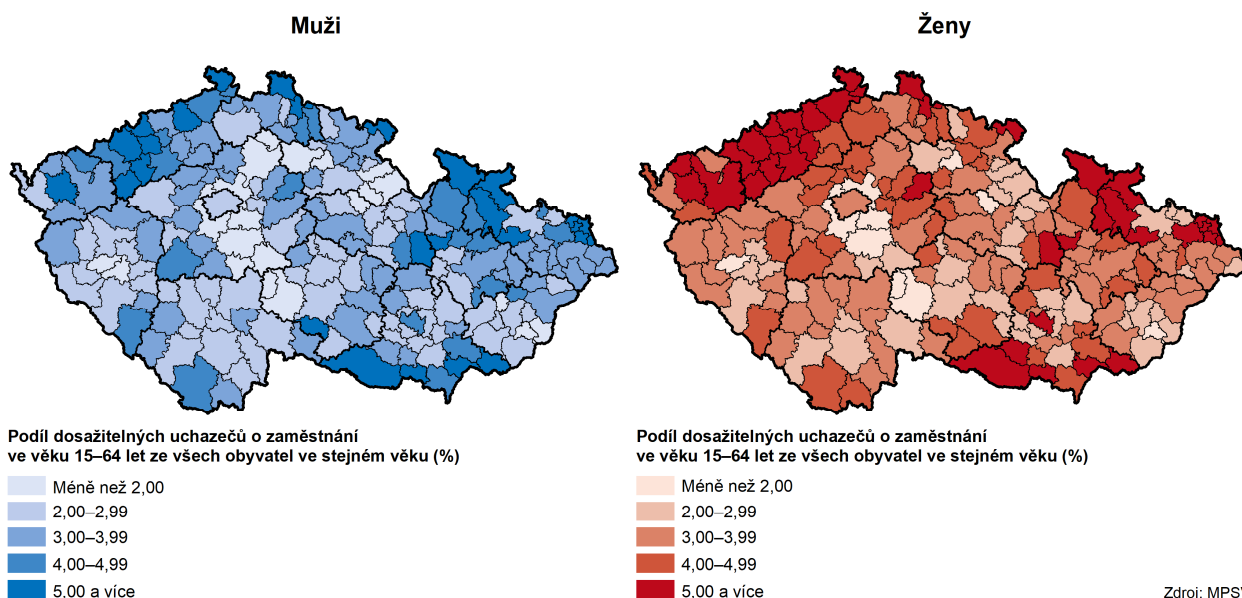 Muži
Ženy
Podíl dosažitelných uchazečů o zaměstnání
ve věku 15–64 let ze všech obyvatel ve stejném věku (%)
Méně než 2,00
2,00–2,99
3,00–3,99
4,00–4,99
5.00 a více
Podíl dosažitelných uchazečů o zaměstnání
ve věku 15–64 let ze všech obyvatel ve stejném věku (%)
Méně než 2,00
2,00–2,99
3,00–3,99
4,00–4,99
5.00 a více
Zdroj: MPSV